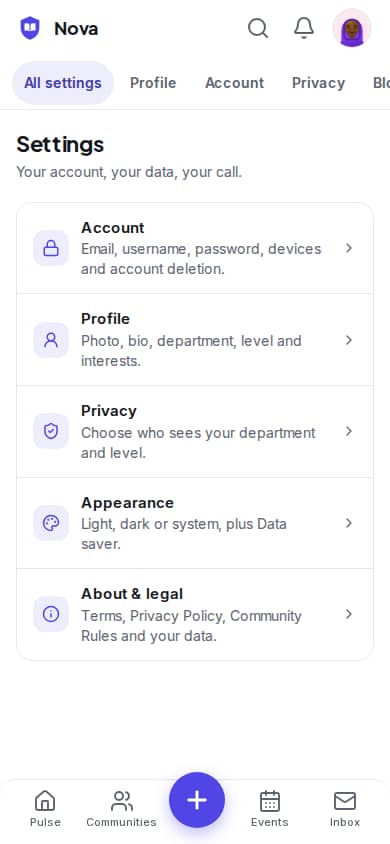 Nova
All settings Profile Account Privacy
Settings
Your account, your data, your call.
Account
Email, username, password, devices
and account deletion.
Profile
Photo, bio, department, level and
interests.
Privacy
Choose who sees your department
and level.
Appearance
Light, dark or system, plus Data
saver.
About & legal
Terms, Privacy Policy, Community
Rules and your data.
Pulse Communities Events Inbox